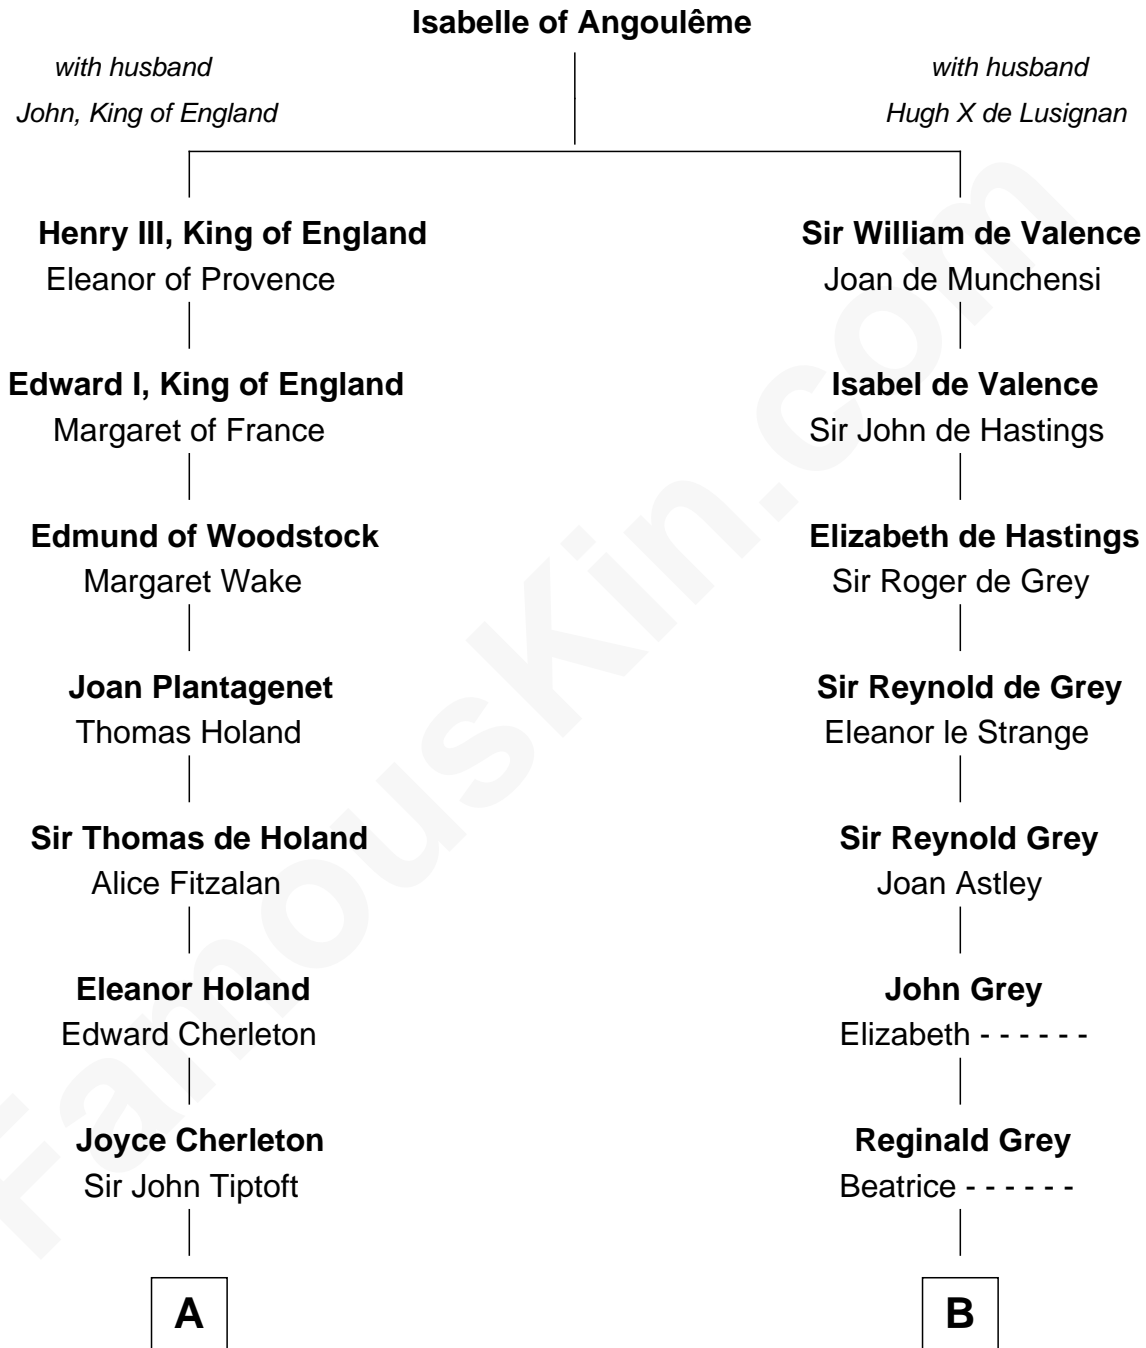 Isabelle of Angoulême
with husband
John, King of England
with husband
Hugh X de Lusignan
Henry III, King of England
Eleanor of Provence
Sir William de Valence
Joan de Munchensi
Edward I, King of England
Margaret of France
Isabel de Valence
Sir John de Hastings
Edmund of Woodstock
Margaret Wake
Elizabeth de Hastings
Sir Roger de Grey
Joan Plantagenet
Thomas Holand
Sir Reynold de Grey
Eleanor le Strange
Sir Thomas de Holand
Alice Fitzalan
Sir Reynold Grey
Joan Astley
Eleanor Holand
Edward Cherleton
John Grey
Elizabeth - - - - - -
Joyce Cherleton
Sir John Tiptoft
Reginald Grey
Beatrice - - - - - -
A
B
FamousKin.com